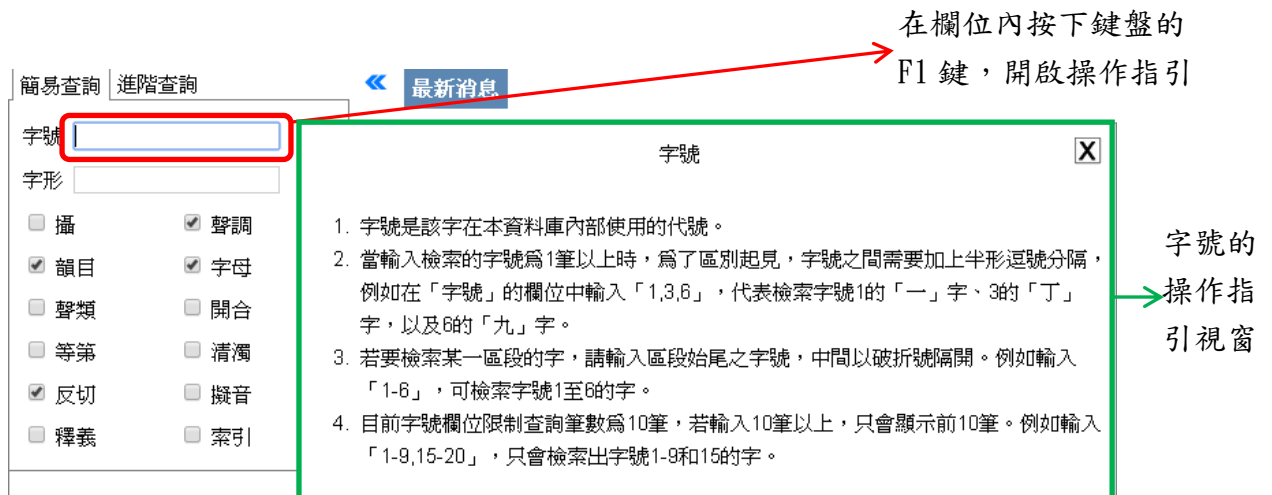 在欄位內按下鍵盤的
F1 鍵，開啟操作指引
簡易查詢 進階查詢
«
最新消息
字號
字形
攝 聲調
韻目 字母
聲類 開合
等第 清濁
反切 擬音
釋義 索引
字號
X
1. 字號是該字在本資料庫內部使用的代號。
2. 當輸入檢索的字號為1筆以上時，為了區別起見，字號之間需要加上半形逗號分隔，
例如在「字號」的欄位中輸入「1,3,6」，代表檢索字號1的「一」字、3的「丁」
字，以及6的「九」字。
3. 若要檢索某一區段的字，請輸入區段始尾之字號，中間以破折號隔開。例如輸入
「1-6」，可檢索字號1至6的字。
4. 目前字號欄位限制查詢筆數為10筆，若輸入10筆以上，只會顯示前10筆。例如輸入
「1-9,15-20」，只會檢索出字號1-9和15的字。
字號的
操作指
引視窗